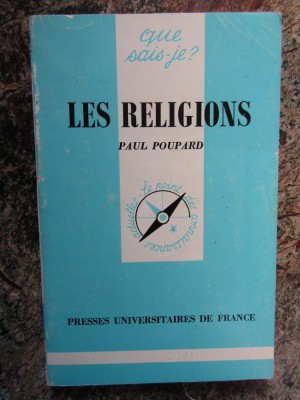 que
sais-je?
LES RELIGIONS
PAUL POUPARD
Le point des
connaissances
actuelles
PRESSES UNIVERSITAIRES DE FRANCE